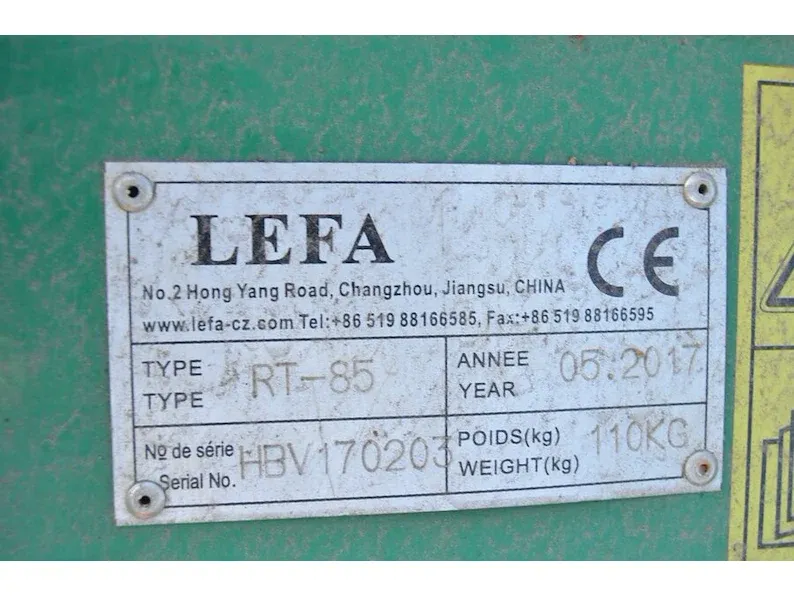 LEFA
CE
No.2 Hong Yang Road, Changzhou, Jiangsu, CHINA
www.lefa-cz.com Tel:+86 519 88166585, Fax:+86 519 88166595
TYPE
TYPE
RT-85
ANNEE
YEAR
05.2017
Nº de série
Serial No.
HBV170203
POIDS(kg)
WEIGHT(kg)
110KG